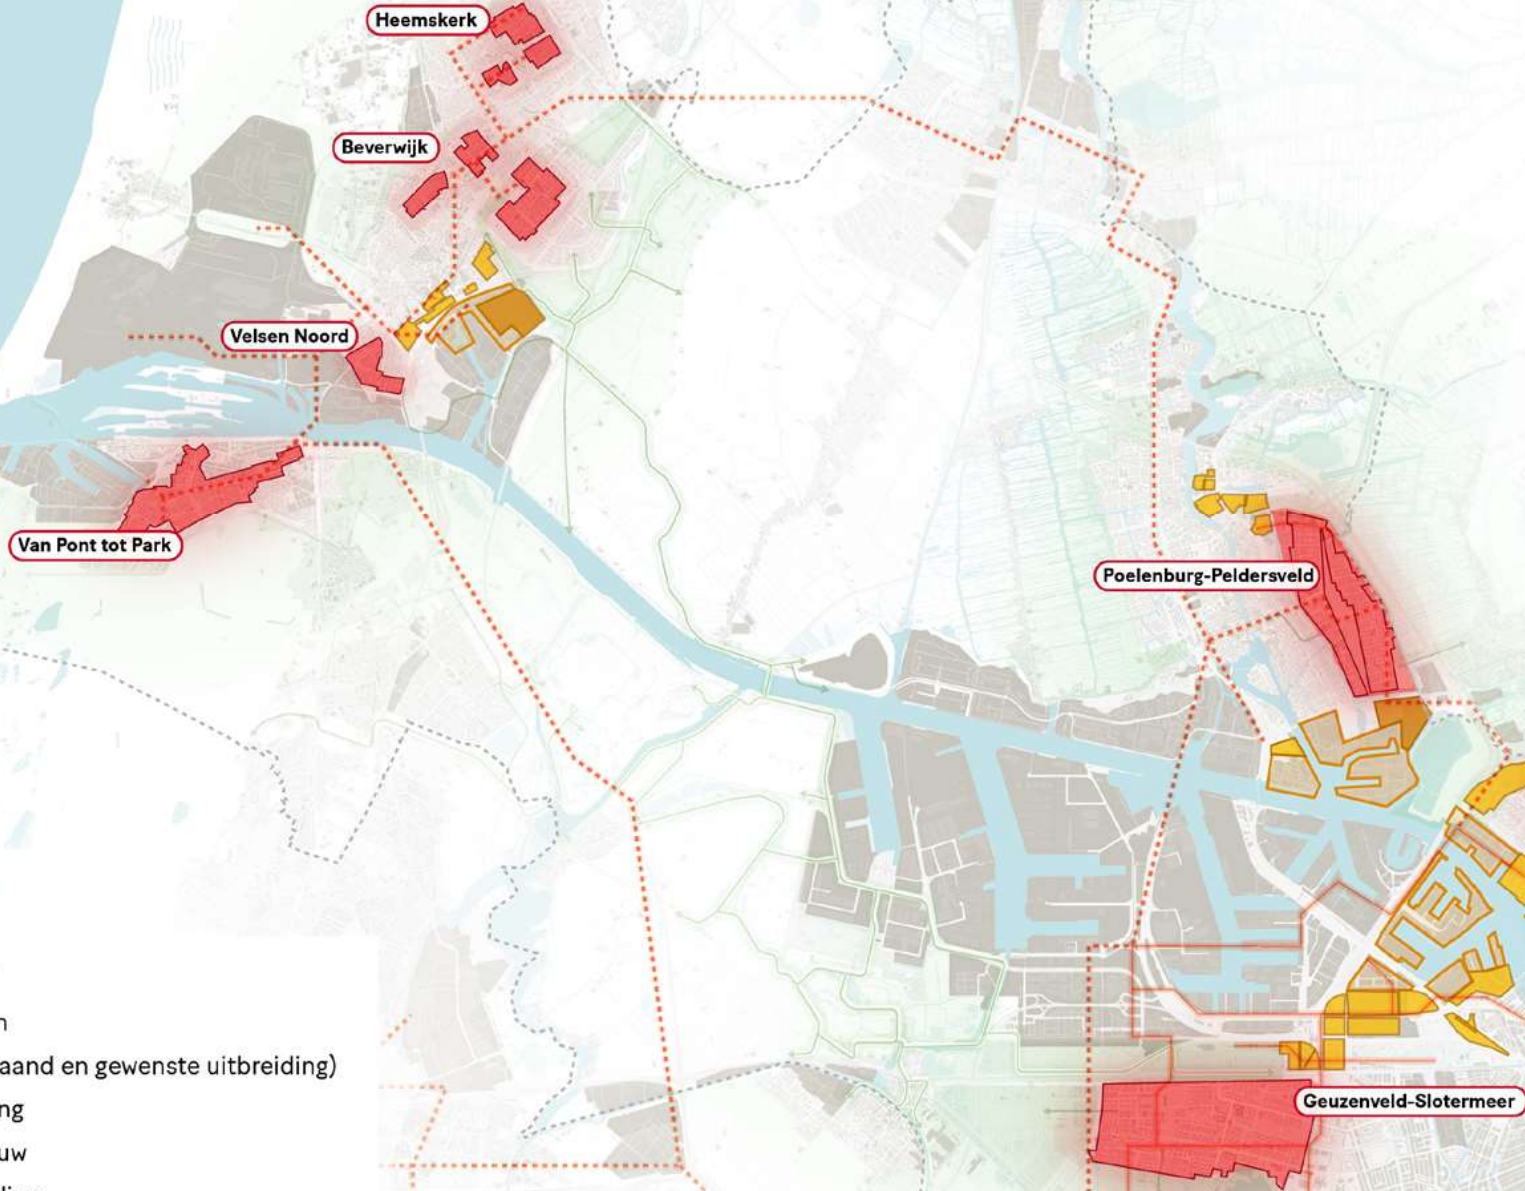 Heemskerk
Beverwijk
Velsen Noord
Van Pont tot Park
Poelenburg-Peldersveld
Geuzenveld-Slotermeer
aand en gewenste uitbreiding)
ng
uw